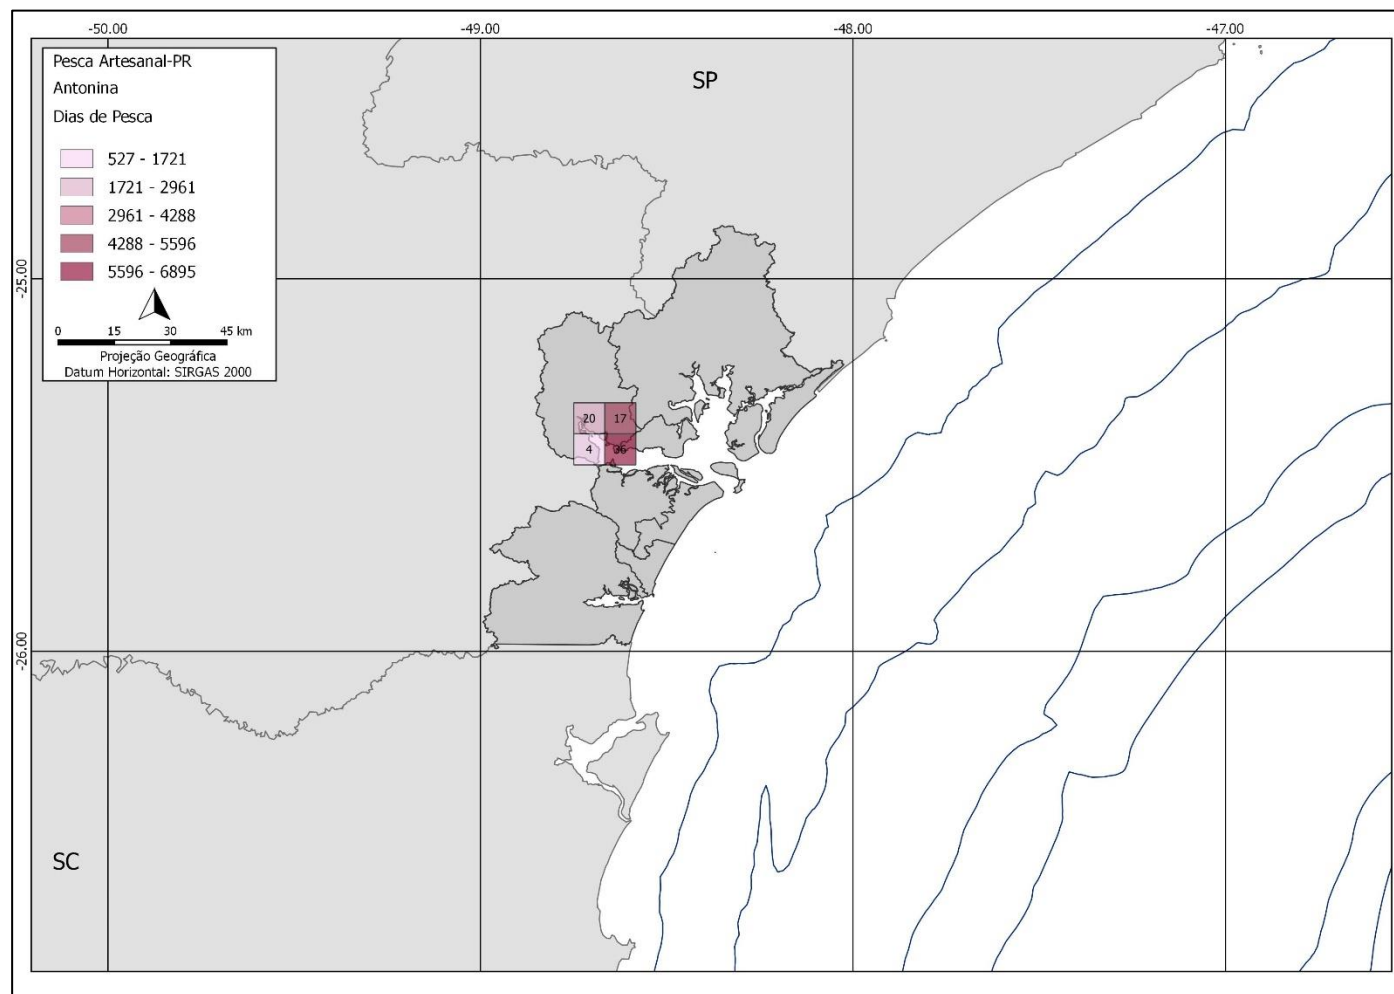 -50.00 -49.00 -48.00 -47.00
Pesca Artesanal-PR
Antonina
Dias de Pesca
527 - 1721
1721 - 2961
2961 - 4288
4288 - 5596
5596 - 6895
0 15 30 45 km
Projeção Geográfica
Datum Horizontal: SIRGAS 2000
SP
-25.00
20 17
4
-26.00
SC